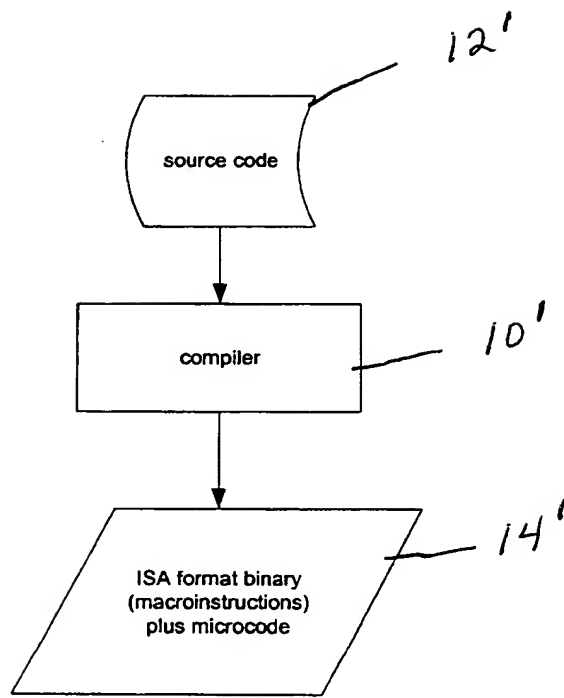 12'
source code
10'
compiler
14'
ISA format binary
(macroinstructions)
plus microcode